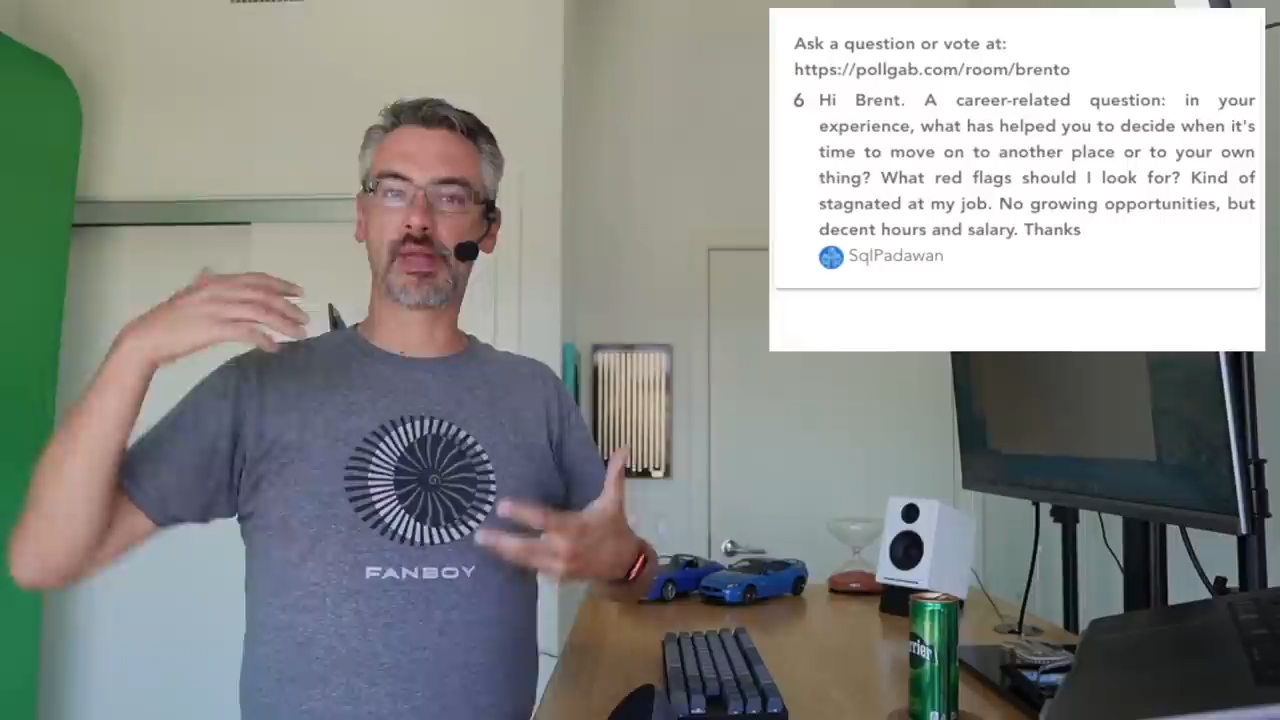 Ask a question or vote at:
https://pollgab.com/room/brento
6 Hi Brent. A career-related question: in your
experience, what has helped you to decide when it's
time to move on to another place or to your own
thing? What red flags should I look for? Kind of
stagnated at my job. No growing opportunities, but
decent hours and salary. Thanks
SqlPadawan
FANBOY
rrier